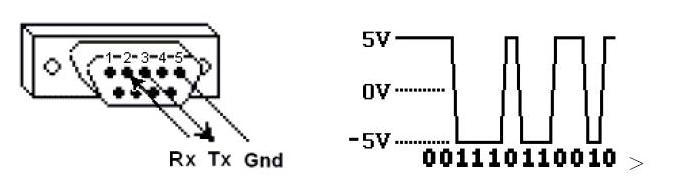 1-2-3-4-5
Rx Tx Gnd
5V
0V
-5V
001110110010 >